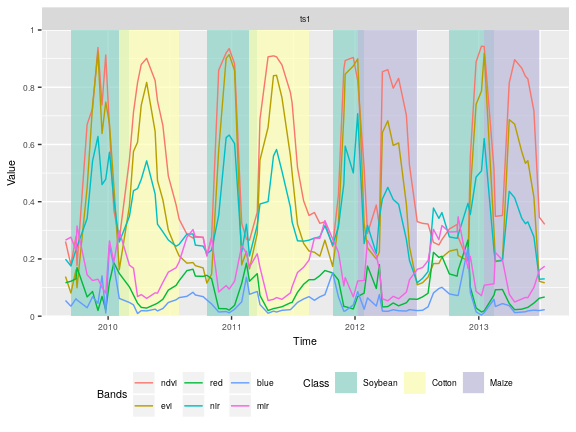 ts1
1
0.8
0.6
0.4
0.2
0
Value
2010
2011
2012
2013
Time
Bands
ndvi
red
blue
evi
nir
mir
Class
Soybean
Cotton
Maize